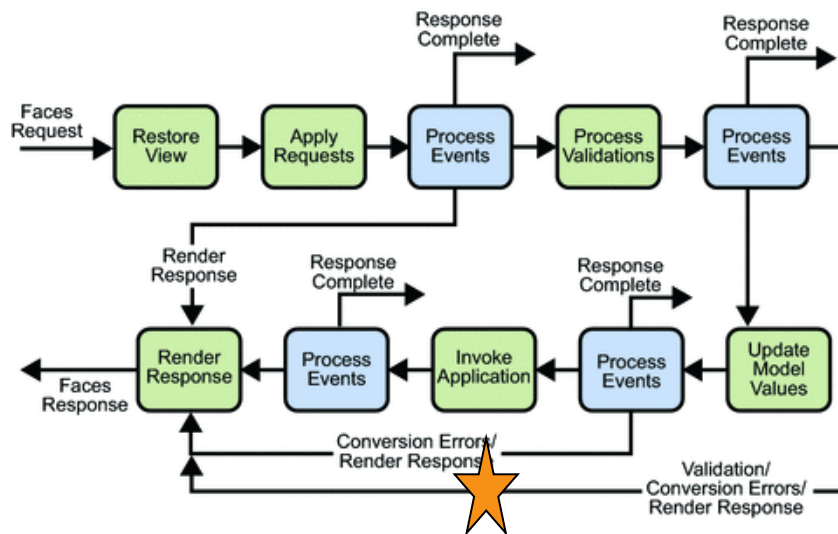 Response
Complete
Response
Complete
Faces
Request
Restore
View
Apply
Requests
Process
Events
Process
Validations
Process
Events
Render
Response
Response
Complete
Response
Complete
Render
Response
Process
Events
Invoke
Application
Process
Events
Update
Model
Values
Faces
Response
Conversion Errors/
Render Response
Validation/
Conversion Errors/
Render Response